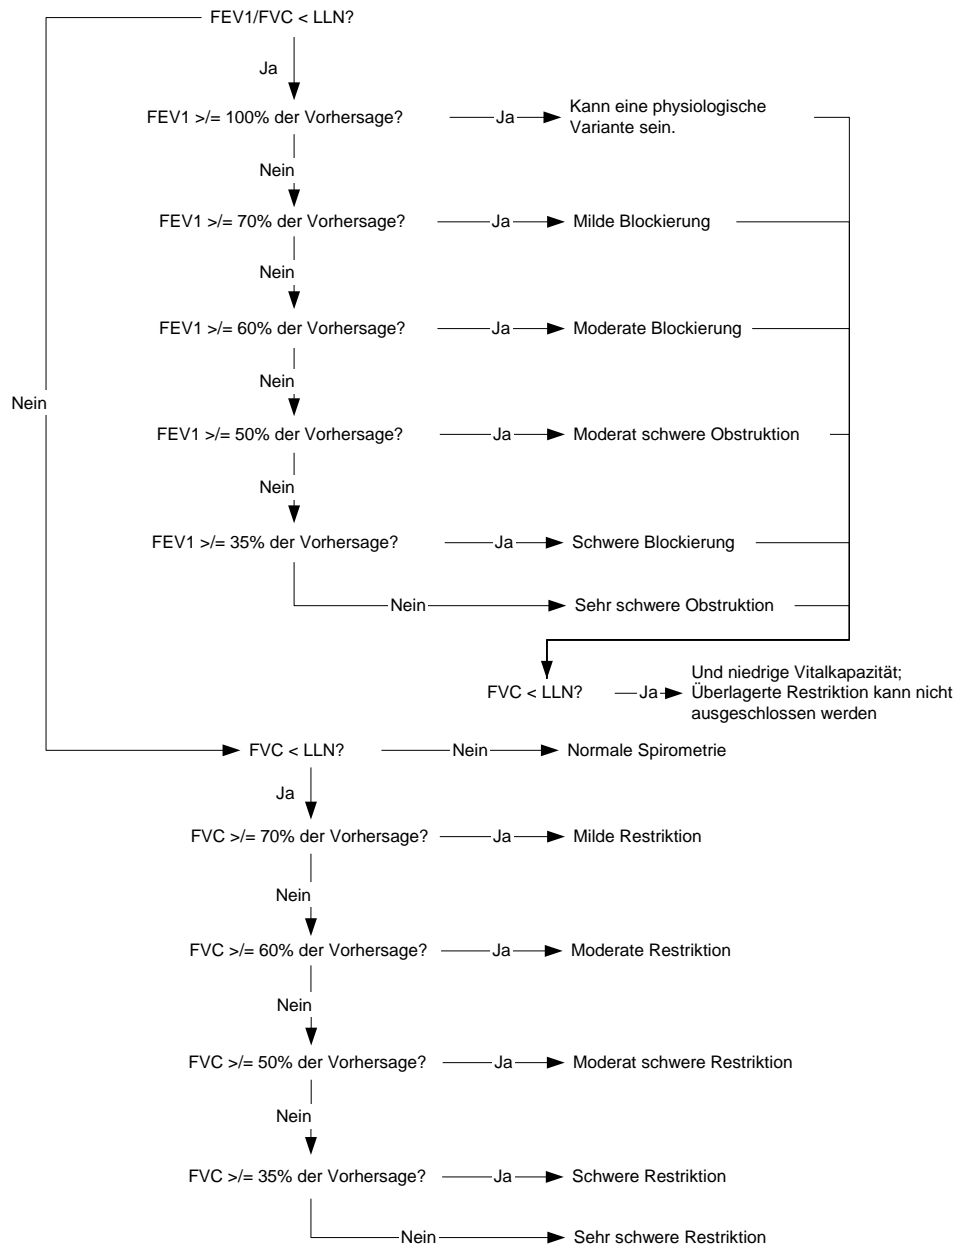 FEV1/FVC < LLN?
Ja
FEV1 >/= 100% der Vorhersage?
Ja
Kann eine physiologische
Variante sein.
Nein
FEV1 >/= 70% der Vorhersage?
Ja
Milde Blockierung
Nein
FEV1 >/= 60% der Vorhersage?
Ja
Moderate Blockierung
Nein
Nein
FEV1 >/= 50% der Vorhersage?
Ja
Moderat schwere Obstruktion
Nein
FEV1 >/= 35% der Vorhersage?
Ja
Schwere Blockierung
Nein
Sehr schwere Obstruktion
FVC < LLN?
Ja
Und niedrige Vitalkapazität;
Überlagerte Restriktion kann nicht
ausgeschlossen werden
FVC < LLN?
Nein
Normale Spirometrie
Ja
FVC >/= 70% der Vorhersage?
Ja
Milde Restriktion
Nein
FVC >/= 60% der Vorhersage?
Ja
Moderate Restriktion
Nein
FVC >/= 50% der Vorhersage?
Ja
Moderat schwere Restriktion
Nein
FVC >/= 35% der Vorhersage?
Ja
Schwere Restriktion
Nein
Sehr schwere Restriktion